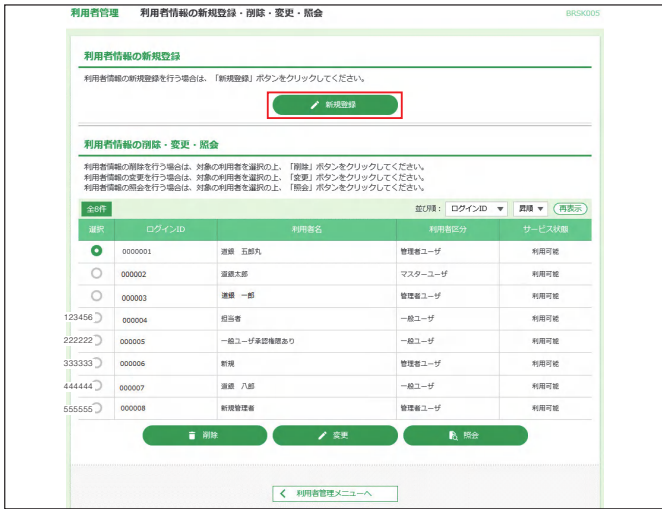 利用者管理 利用者情報の新規登録・削除・変更・照会 BRSK005
利用者情報の新規登録
利用者情報の新規登録を行う場合は、「新規登録」ボタンをクリックしてください。
新規登録
利用者情報の削除・変更・照会
利用者情報の削除を行う場合は、対象の利用者を選択の上、「削除」ボタンをクリックしてください。
利用者情報の変更を行う場合は、対象の利用者を選択の上、「変更」ボタンをクリックしてください。
利用者情報の照会を行う場合は、対象の利用者を選択の上、「照会」ボタンをクリックしてください。
全8件 並び順： ログインID ▼ 昇順 ▼ 再表示
選択 ログインID 利用者名 利用者区分 サービス状態
0000001 道銀 五郎丸 管理者ユーザ 利用可能
000002 道銀太郎 マスターユーザ 利用可能
000003 道銀 一郎 管理者ユーザ 利用可能
123456 000004 担当者 一般ユーザ 利用可能
222222 000005 一般ユーザ承認権限あり 一般ユーザ 利用可能
333333 000006 新規 管理者ユーザ 利用可能
444444 000007 道銀 八郎 一般ユーザ 利用可能
555555 000008 新規管理者 管理者ユーザ 利用可能
削除 変更 照会
利用者管理メニューへ